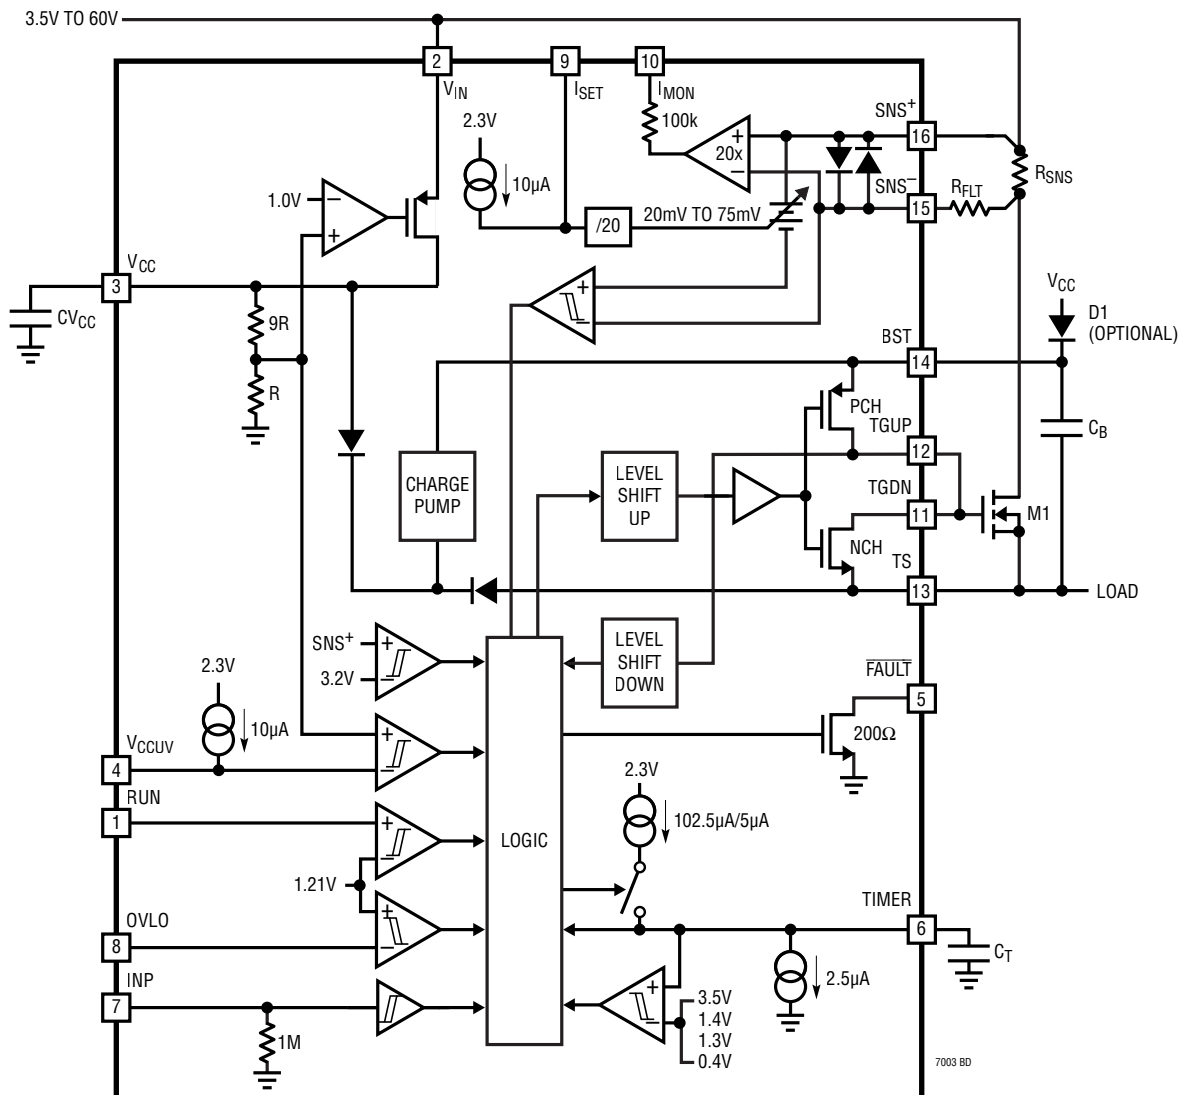 3.5V TO 60V
2
9
10
VIN
ISET
IMON
SNS+
2.3V
100k
16
+
20x
−
1.0V
−
+
10µA
SNS−
RFLT
RSNS
20mV TO 75mV
15
/20
VCC
3
+
−
VCC
CVCC
9R
D1
(OPTIONAL)
BST
14
R
PCH
TGUP
CB
12
CHARGE
PUMP
LEVEL
SHIFT
UP
TGDN
11
M1
NCH
TS
13
LOAD
SNS+
+
3.2V
−
LEVEL
SHIFT
DOWN
FAULT
5
2.3V
10µA
200Ω
VCCUV
4
+
−
2.3V
RUN
1
+
−
102.5µA/5µA
LOGIC
1.21V
TIMER
OVLO
+
−
8
6
CT
INP
7
2.5µA
+
−
3.5V
1.4V
1.3V
0.4V
1M
7003 BD